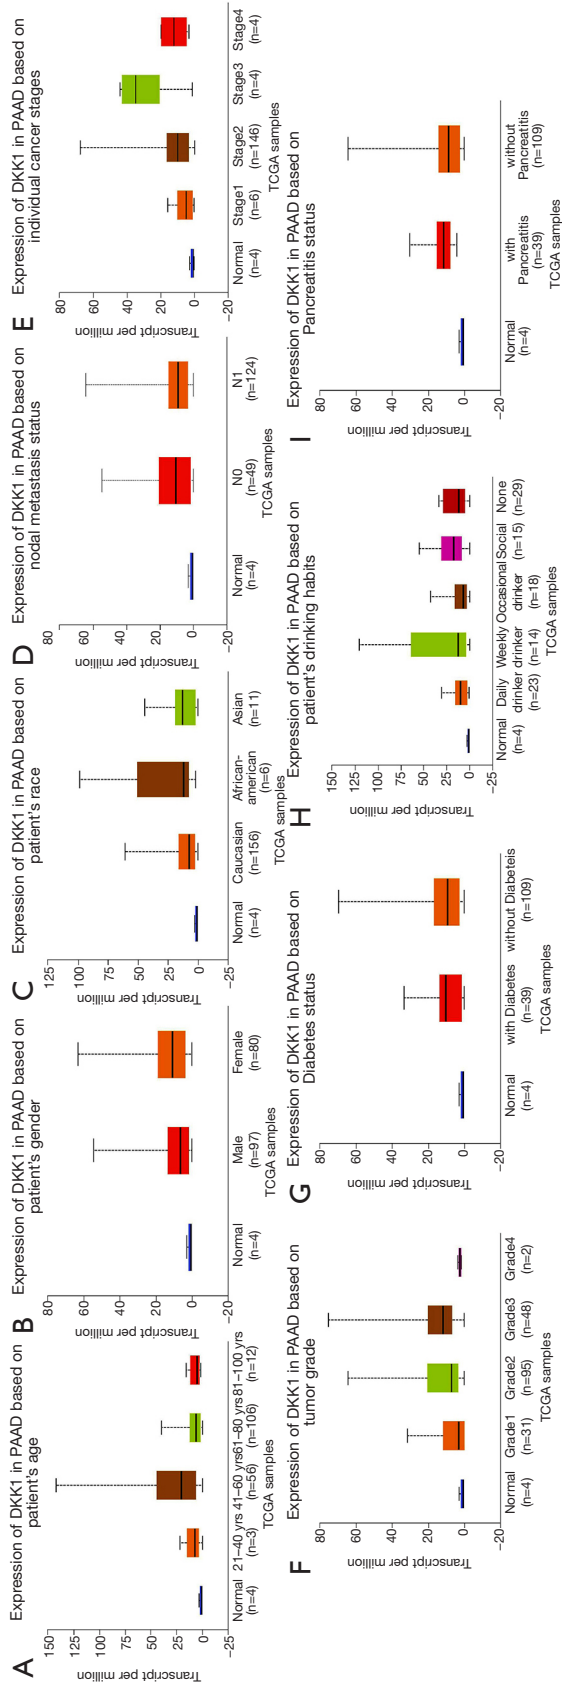 A
Expression of DKK1 in PAAD based on
patient's age
Transcript per million
150
125
100
75
50
25
0
−25
Normal 21−40 yrs 41−60 yrs 61−80 yrs 81−100 yrs
(n=4) (n=3) (n=56) (n=106) (n=12)
TCGA samples
B
Expression of DKK1 in PAAD based on
patient's gender
Transcript per million
80
60
40
20
0
−20
Normal Male Female
(n=4) (n=97) (n=80)
TCGA samples
C
Expression of DKK1 in PAAD based on
patient's race
Transcript per million
125
100
75
50
25
0
−25
Normal Caucasian African- Asian
(n=4) (n=156) american (n=11)
(n=6)
TCGA samples
D
Expression of DKK1 in PAAD based on
nodal metastasis status
Transcript per million
80
60
40
20
0
−20
Normal N0 N1
(n=4) (n=49) (n=124)
TCGA samples
E
Expression of DKK1 in PAAD based on
individual cancer stages
Transcript per million
80
60
40
20
0
−20
Normal Stage1 Stage2 Stage3 Stage4
(n=4) (n=6) (n=146) (n=4) (n=4)
TCGA samples
F
Expression of DKK1 in PAAD based on
tumor grade
Transcript per million
80
60
40
20
0
−20
Normal Grade1 Grade2 Grade3 Grade4
(n=4) (n=31) (n=95) (n=48) (n=2)
TCGA samples
G
Expression of DKK1 in PAAD based on
Diabetes status
Transcript per million
80
60
40
20
0
−20
Normal with Diabetes without Diabeteis
(n=4) (n=39) (n=109)
TCGA samples
H
Expression of DKK1 in PAAD based on
patient's drinking habits
Transcript per million
150
125
100
75
50
25
0
−25
Normal Daily Weekly Occasional Social None
(n=4) drinker drinker drinker (n=15) (n=29)
(n=23) (n=14) (n=18)
TCGA samples
I
Expression of DKK1 in PAAD based on
Pancreatitis status
Transcript per million
80
60
40
20
0
−20
Normal with without
(n=4) Pancreatitis Pancreatitis
(n=39) (n=109)
TCGA samples